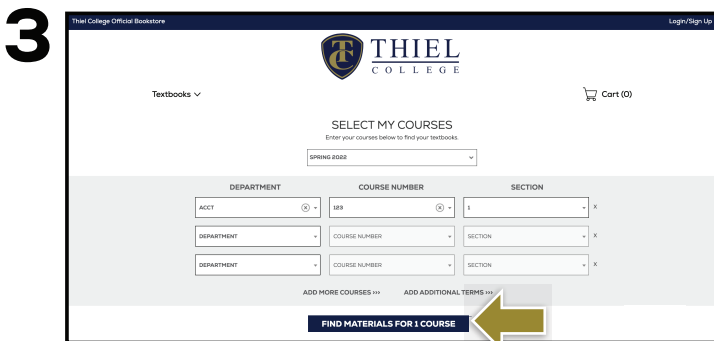 3
Thiel College Official Bookstore Login/Sign Up
THIEL
COLLEGE
Textbooks Cart (0)
SELECT MY COURSES
Enter your courses below to find your textbooks.
SPRING 2022
DEPARTMENT COURSE NUMBER SECTION
ACCT 123 1 X
DEPARTMENT COURSE NUMBER SECTION X
DEPARTMENT COURSE NUMBER SECTION X
ADD MORE COURSES >>> ADD ADDITIONAL TERMS >>>
FIND MATERIALS FOR 1 COURSE